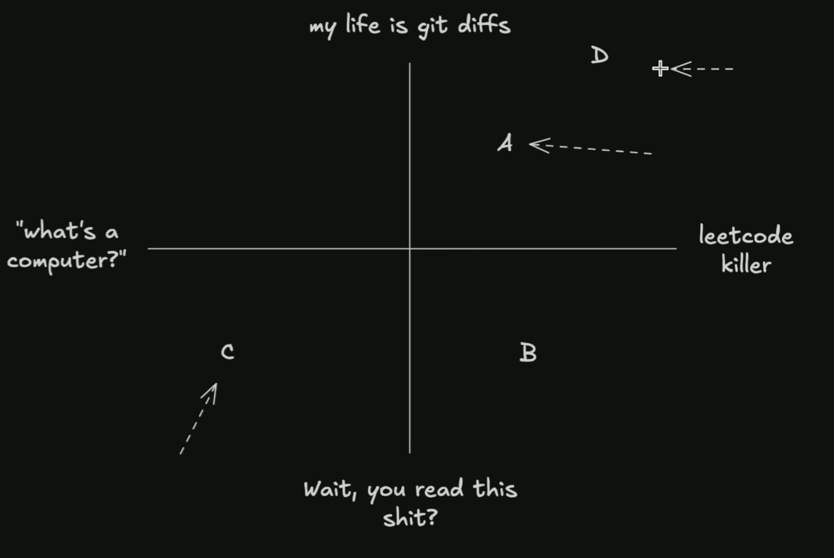 my life is git diffs
D
A
"what's a
computer?"
leetcode
killer
C
B
Wait, you read this
shit?